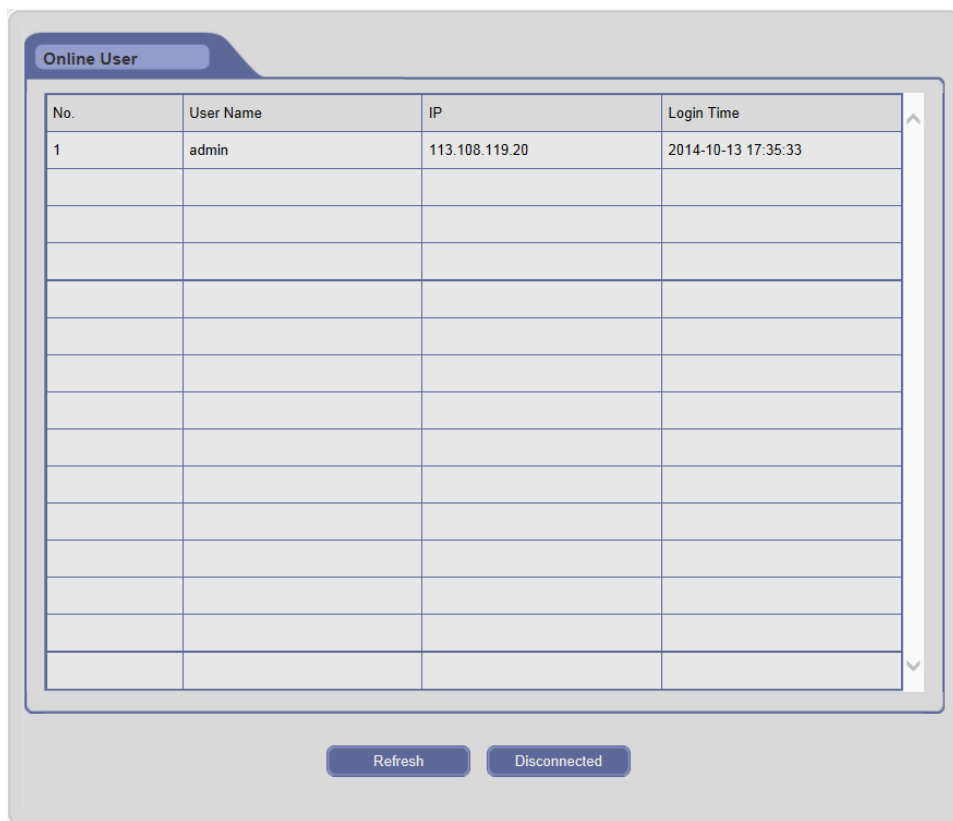 Online User
No. User Name IP Login Time
1 admin 113.108.119.20 2014-10-13 17:35:33
Refresh Disconnected